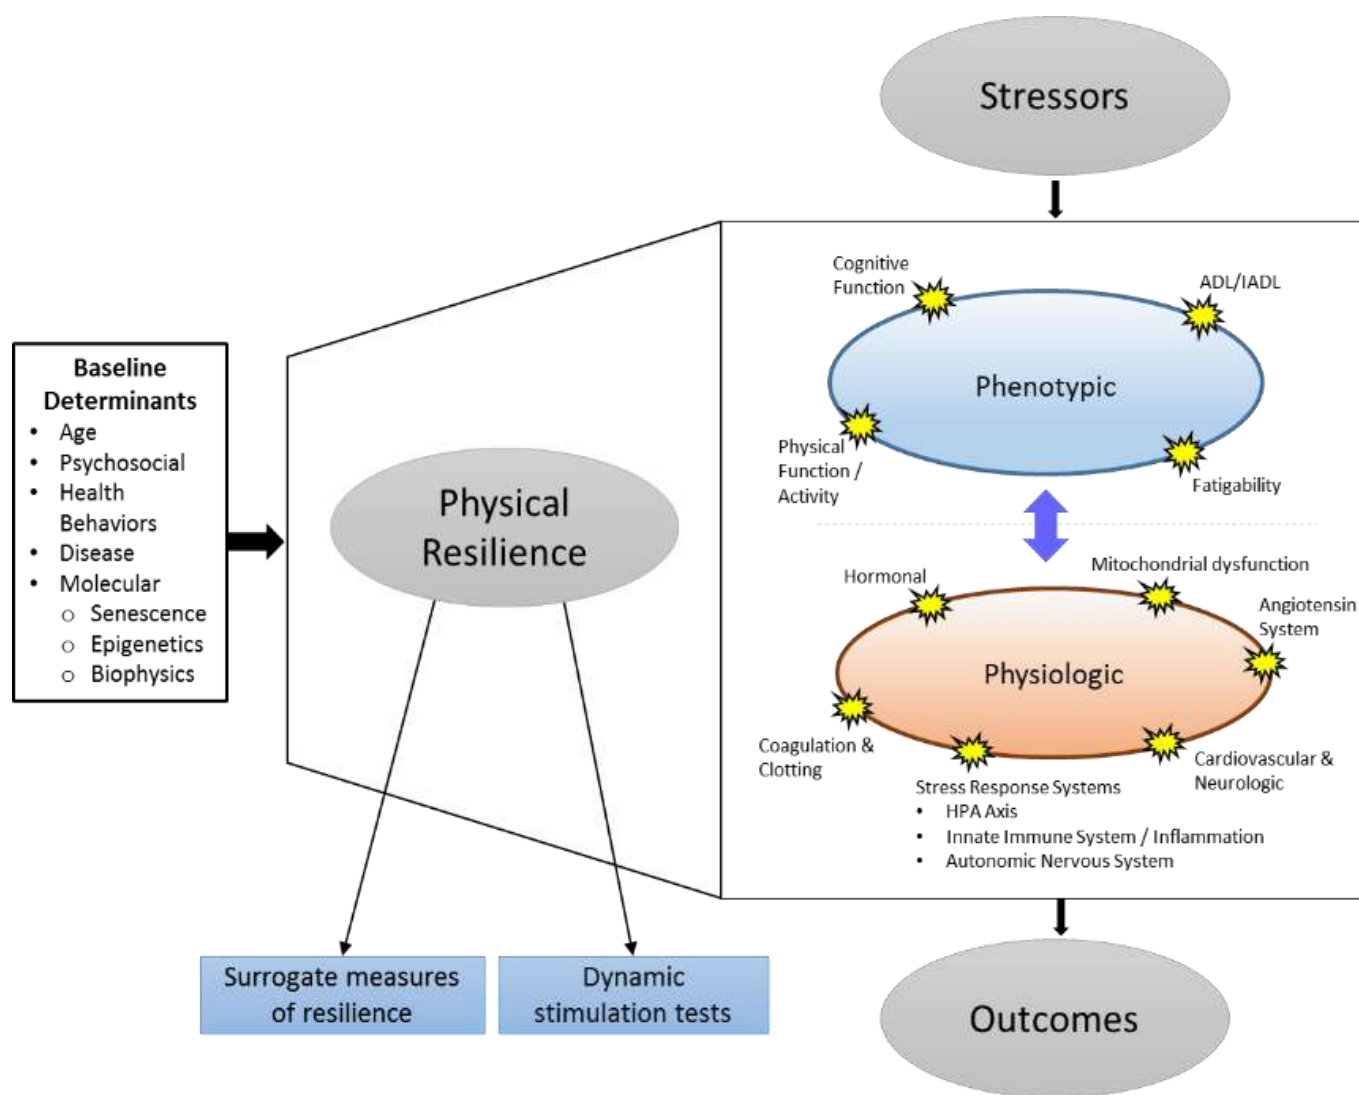 Stressors
Cognitive
Function
ADL/IADL
Phenotypic
Physical
Function /
Activity
Fatigability
Baseline
Determinants
• Age
• Psychosocial
• Health
Behaviors
• Disease
• Molecular
o Senescence
o Epigenetics
o Biophysics
Physical
Resilience
Hormonal
Mitochondrial dysfunction
Angiotensin
System
Physiologic
Coagulation &
Clotting
Cardiovascular &
Neurologic
Stress Response Systems
• HPA Axis
• Innate Immune System / Inflammation
• Autonomic Nervous System
Surrogate measures
of resilience
Dynamic
stimulation tests
Outcomes